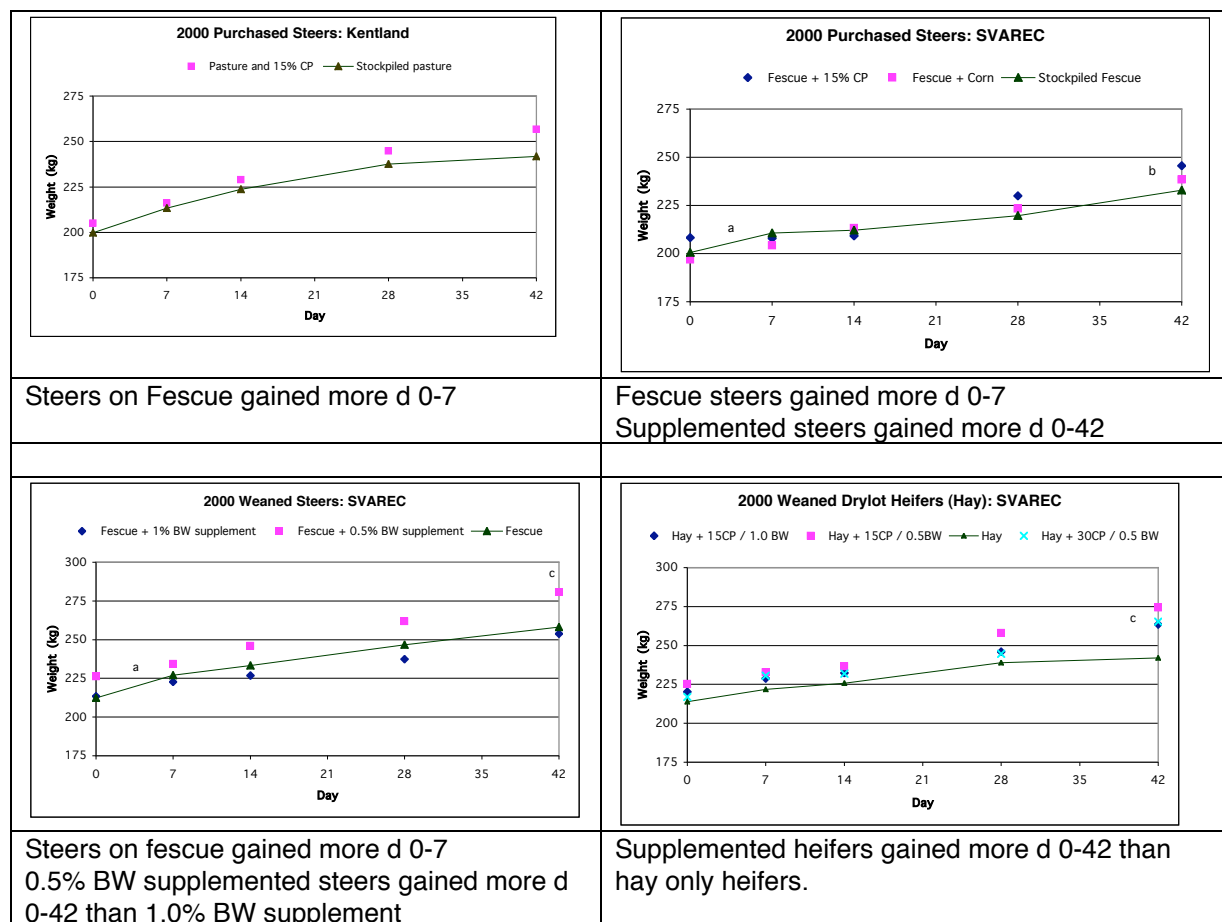 2000 Purchased Steers: Kentland
Pasture and 15% CP Stockpiled pasture
275
250
225
200
175
Weight (kg)
0 7 14 21 28 35 42
Day
2000 Purchased Steers: SVAREC
Fescue + 15% CP Fescue + Corn Stockpiled Fescue
275
250
225
200
175
Weight (kg)
a
b
0 7 14 21 28 35 42
Day
Steers on Fescue gained more d 0-7
Fescue steers gained more d 0-7
Supplemented steers gained more d 0-42
2000 Weaned Steers: SVAREC
Fescue + 1% BW supplement Fescue + 0.5% BW supplement Fescue
300
275
250
225
200
175
Weight (kg)
a
c
0 7 14 21 28 35 42
Day
2000 Weaned Drylot Heifers (Hay): SVAREC
Hay + 15CP / 1.0 BW Hay + 15CP / 0.5BW Hay Hay + 30CP / 0.5 BW
300
275
250
225
200
175
Weight (kg)
c
0 7 14 21 28 35 42
Day
Steers on fescue gained more d 0-7
0.5% BW supplemented steers gained more d
0-42 than 1.0% BW supplement
Supplemented heifers gained more d 0-42 than
hay only heifers.